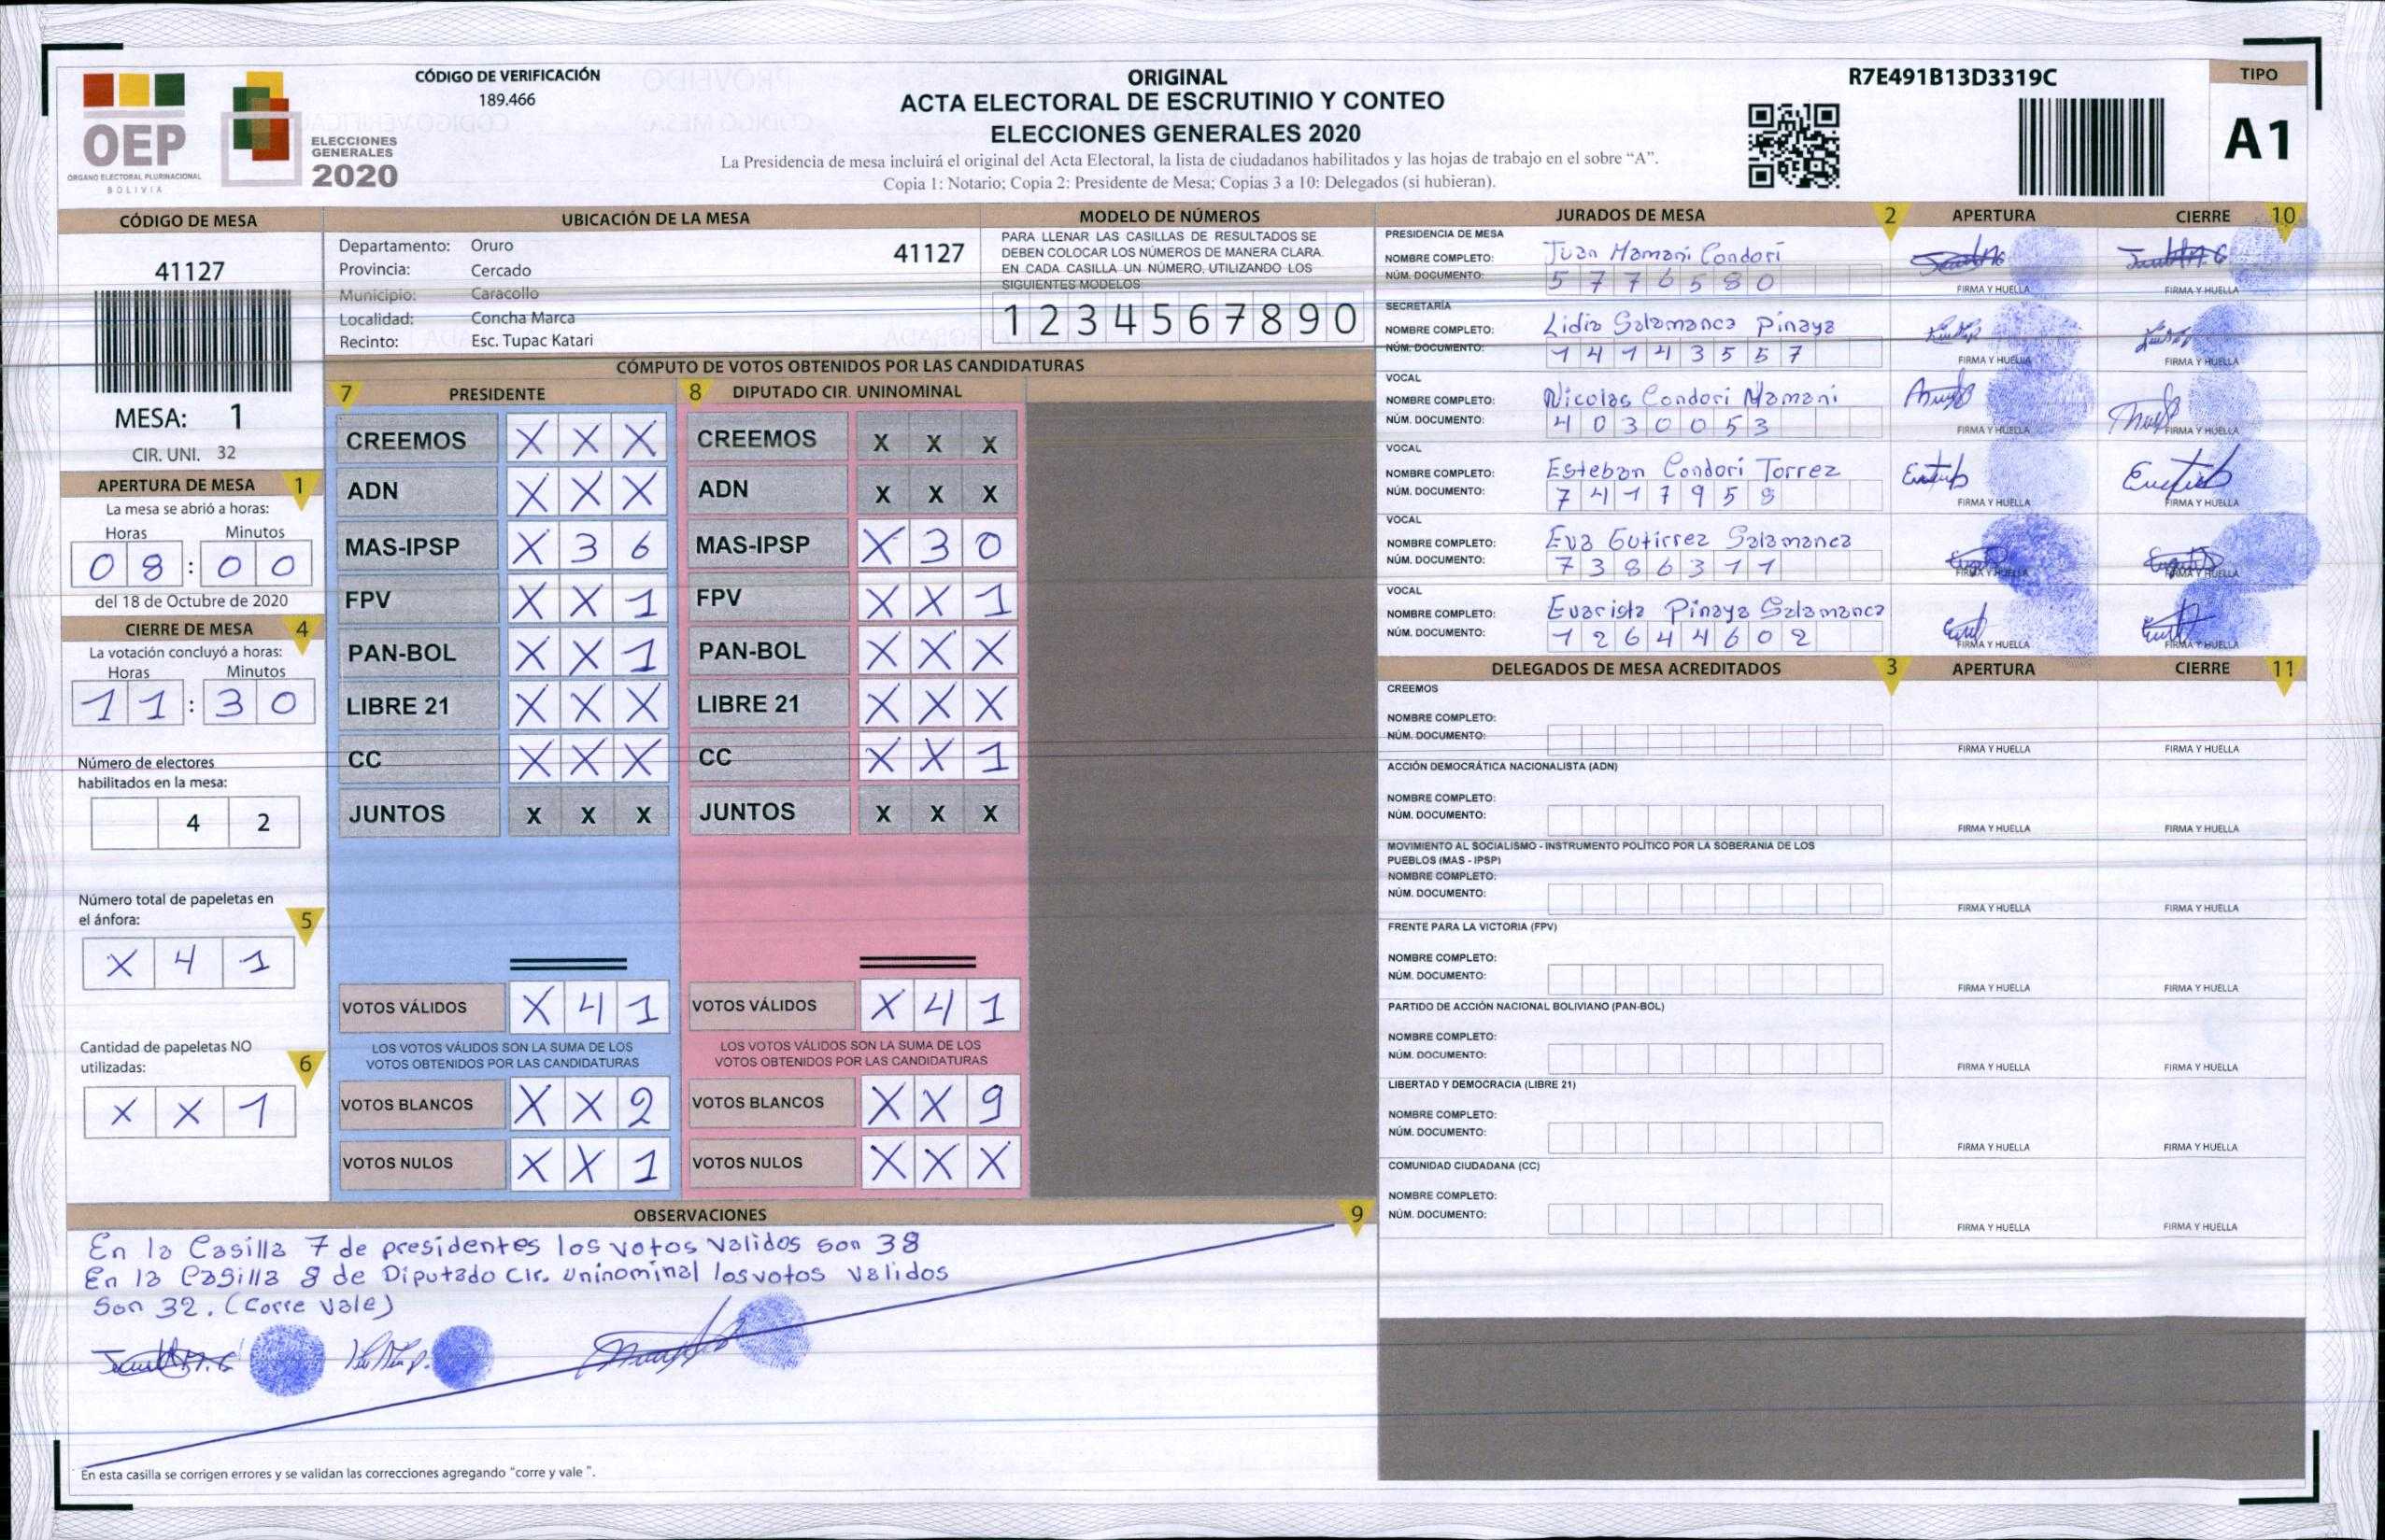 OEP
ORGANO ELECTORAL PLURINACIONAL
BOLIVIA
ELECCIONES
GENERALES
2020
CÓDIGO DE VERIFICACIÓN
189.466
ORIGINAL
ACTA ELECTORAL DE ESCRUTINIO Y CONTEO
ELECCIONES GENERALES 2020
La Presidencia de mesa incluirá el original del Acta Electoral, la lista de ciudadanos habilitados y las hojas de trabajo en el sobre “A”.
Copia 1: Notario; Copia 2: Presidente de Mesa; Copias 3 a 10: Delegados (si hubieran).
R7E491B13D3319C
TIPO
A1
CÓDIGO DE MESA
41127
MESA: 1
CIR. UNI. 32
APERTURA DE MESA 1
La mesa se abrió a horas:
Horas Minutos
08:00
del 18 de Octubre de 2020
CIERRE DE MESA 4
La votación concluyó a horas:
Horas Minutos
11:30
Número de electores
habilitados en la mesa:
4 2
Número total de papeletas en
el ánfora: 5
X 4 1
Cantidad de papeletas NO
utilizadas: 6
X X 1
UBICACIÓN DE LA MESA
Departamento: Oruro 41127
Provincia: Cercado
Municipio: Caracollo
Localidad: Concha Marca
Recinto: Esc. Tupac Katari
MODELO DE NÚMEROS
PARA LLENAR LAS CASILLAS DE RESULTADOS SE
DEBEN COLOCAR LOS NÚMEROS DE MANERA CLARA.
EN CADA CASILLA UN NÚMERO, UTILIZANDO LOS
SIGUIENTES MODELOS
1 2 3 4 5 6 7 8 9 0
CÓMPUTO DE VOTOS OBTENIDOS POR LAS CANDIDATURAS
7 PRESIDENTE
CREEMOS X X X
ADN X X X
MAS-IPSP X 3 6
FPV X X 1
PAN-BOL X X 1
LIBRE 21 X X X
CC X X X
JUNTOS X X X
VOTOS VÁLIDOS X 4 1
LOS VOTOS VÁLIDOS SON LA SUMA DE LOS
VOTOS OBTENIDOS POR LAS CANDIDATURAS
VOTOS BLANCOS X X 2
VOTOS NULOS X X 1
8 DIPUTADO CIR. UNINOMINAL
CREEMOS X X X
ADN X X X
MAS-IPSP X 3 0
FPV X X 1
PAN-BOL X X X
LIBRE 21 X X X
CC X X 1
JUNTOS X X X
VOTOS VÁLIDOS X 4 1
LOS VOTOS VÁLIDOS SON LA SUMA DE LOS
VOTOS OBTENIDOS POR LAS CANDIDATURAS
VOTOS BLANCOS X X 9
VOTOS NULOS X X X
OBSERVACIONES 9
En la Casilla 7 de presidentes los votos validos son 38
En la Casilla 8 de Diputado Cir. Uninominal los votos validos
Son 32. (Corre Vale)
En esta casilla se corrigen errores y se validan las correcciones agregando “corre y vale ”.
JURADOS DE MESA 2 APERTURA CIERRE 10
PRESIDENCIA DE MESA
NOMBRE COMPLETO: Juan Mamani Condori
NÚM. DOCUMENTO: 5776580
FIRMA Y HUELLA FIRMA Y HUELLA
SECRETARÍA
NOMBRE COMPLETO: Lidia Salamanca Pinaya
NÚM. DOCUMENTO: 14143557
FIRMA Y HUELLA FIRMA Y HUELLA
VOCAL
NOMBRE COMPLETO: Nicolas Condori Mamani
NÚM. DOCUMENTO: 4030053
FIRMA Y HUELLA FIRMA Y HUELLA
VOCAL
NOMBRE COMPLETO: Esteban Condori Torrez
NÚM. DOCUMENTO: 7417958
FIRMA Y HUELLA FIRMA Y HUELLA
VOCAL
NOMBRE COMPLETO: Eva Gutirrez Salamanca
NÚM. DOCUMENTO: 7386311
FIRMA Y HUELLA FIRMA Y HUELLA
VOCAL
NOMBRE COMPLETO: Evarista Pinaya Salamanca
NÚM. DOCUMENTO: 12644602
FIRMA Y HUELLA FIRMA Y HUELLA
DELEGADOS DE MESA ACREDITADOS 3 APERTURA CIERRE 11
CREEMOS
NOMBRE COMPLETO:
NÚM. DOCUMENTO:
FIRMA Y HUELLA FIRMA Y HUELLA
ACCIÓN DEMOCRÁTICA NACIONALISTA (ADN)
NOMBRE COMPLETO:
NÚM. DOCUMENTO:
FIRMA Y HUELLA FIRMA Y HUELLA
MOVIMIENTO AL SOCIALISMO - INSTRUMENTO POLÍTICO POR LA SOBERANIA DE LOS
PUEBLOS (MAS - IPSP)
NOMBRE COMPLETO:
NÚM. DOCUMENTO:
FIRMA Y HUELLA FIRMA Y HUELLA
FRENTE PARA LA VICTORIA (FPV)
NOMBRE COMPLETO:
NÚM. DOCUMENTO:
FIRMA Y HUELLA FIRMA Y HUELLA
PARTIDO DE ACCIÓN NACIONAL BOLIVIANO (PAN-BOL)
NOMBRE COMPLETO:
NÚM. DOCUMENTO:
FIRMA Y HUELLA FIRMA Y HUELLA
LIBERTAD Y DEMOCRACIA (LIBRE 21)
NOMBRE COMPLETO:
NÚM. DOCUMENTO:
FIRMA Y HUELLA FIRMA Y HUELLA
COMUNIDAD CIUDADANA (CC)
NOMBRE COMPLETO:
NÚM. DOCUMENTO:
FIRMA Y HUELLA FIRMA Y HUELLA